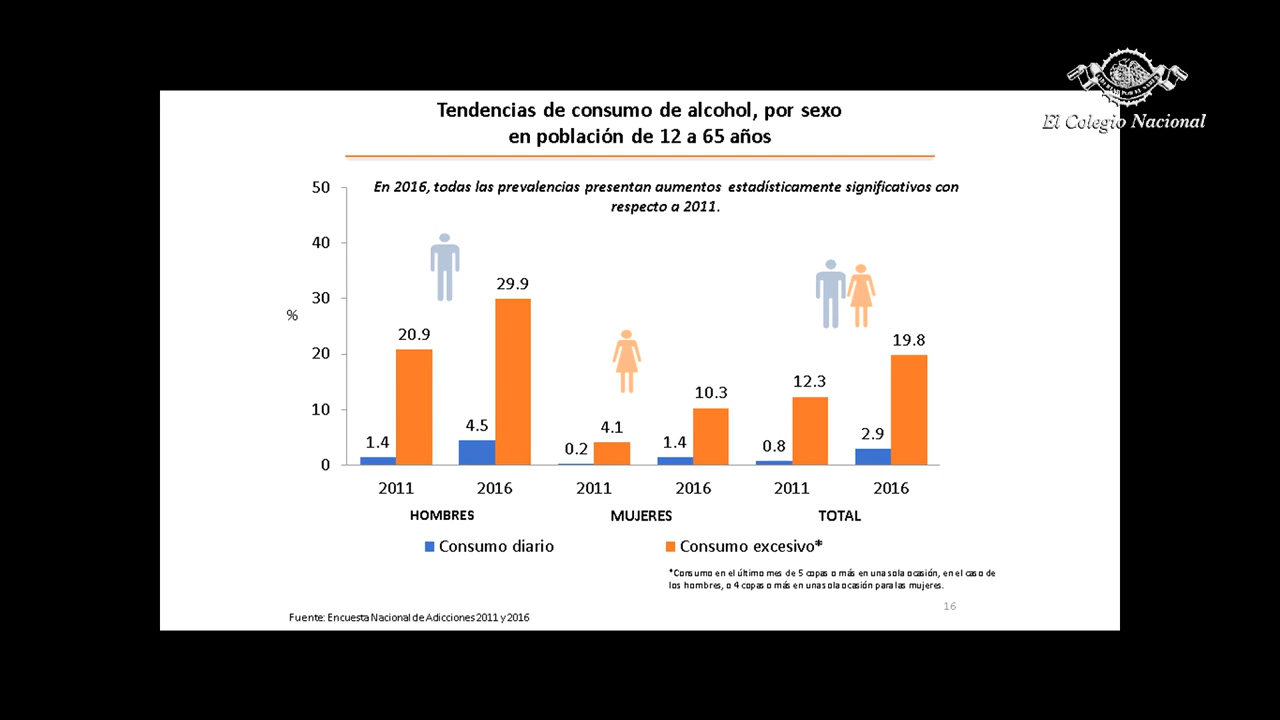 El Colegio Nacional
Tendencias de consumo de alcohol, por sexo
en población de 12 a 65 años
En 2016, todas las prevalencias presentan aumentos estadísticamente significativos con
respecto a 2011.
50
40
30
20
10
0
%
1.4
20.9
4.5
29.9
0.2
4.1
1.4
10.3
0.8
12.3
2.9
19.8
2011
2016
2011
2016
2011
2016
HOMBRES
MUJERES
TOTAL
Consumo diario
Consumo excesivo*
*Consumo en el último mes de 5 copas o más en una sola ocasión, en el caso de
los hombres, o 4 copas o más en una sola ocasión para las mujeres.
16
Fuente: Encuesta Nacional de Adicciones 2011 y 2016